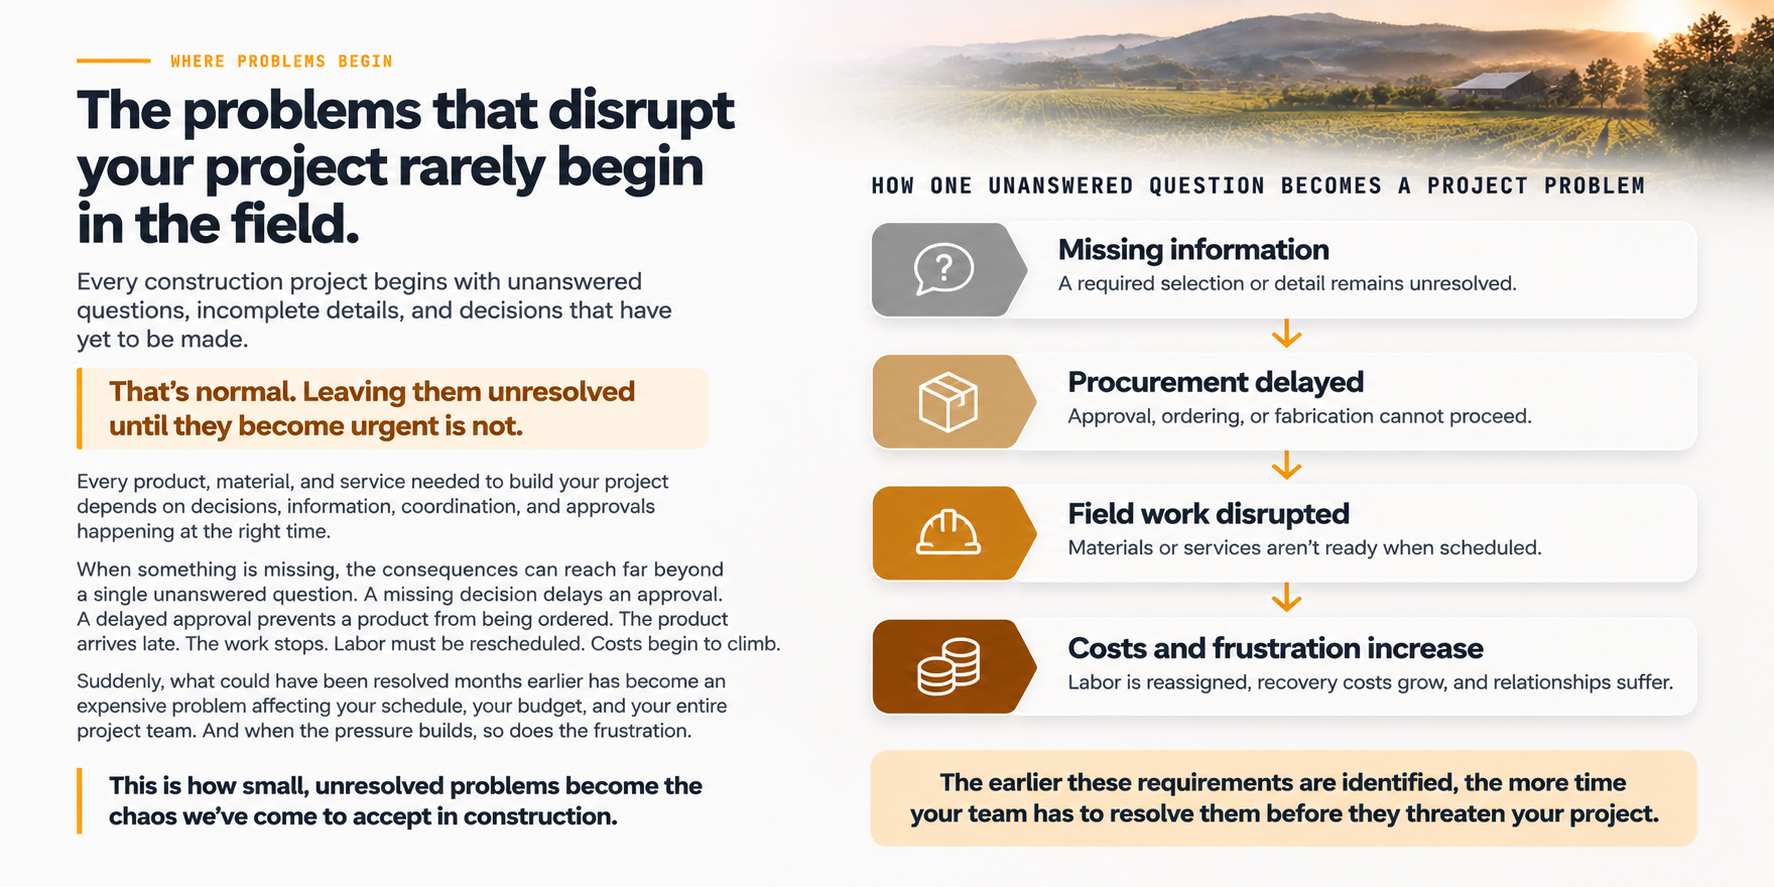 WHERE PROBLEMS BEGIN
The problems that disrupt
your project rarely begin
in the field.
Every construction project begins with unanswered
questions, incomplete details, and decisions that have
yet to be made.
That’s normal. Leaving them unresolved
until they become urgent is not.
Every product, material, and service needed to build your project
depends on decisions, information, coordination, and approvals
happening at the right time.
When something is missing, the consequences can reach far beyond
a single unanswered question. A missing decision delays an approval.
A delayed approval prevents a product from being ordered. The product
arrives late. The work stops. Labor must be rescheduled. Costs begin to climb.
Suddenly, what could have been resolved months earlier has become an
expensive problem affecting your schedule, your budget, and your entire
project team. And when the pressure builds, so does the frustration.
This is how small, unresolved problems become the
chaos we’ve come to accept in construction.
HOW ONE UNANSWERED QUESTION BECOMES A PROJECT PROBLEM
?
Missing information
A required selection or detail remains unresolved.
Procurement delayed
Approval, ordering, or fabrication cannot proceed.
Field work disrupted
Materials or services aren’t ready when scheduled.
Costs and frustration increase
Labor is reassigned, recovery costs grow, and relationships suffer.
The earlier these requirements are identified, the more time
your team has to resolve them before they threaten your project.